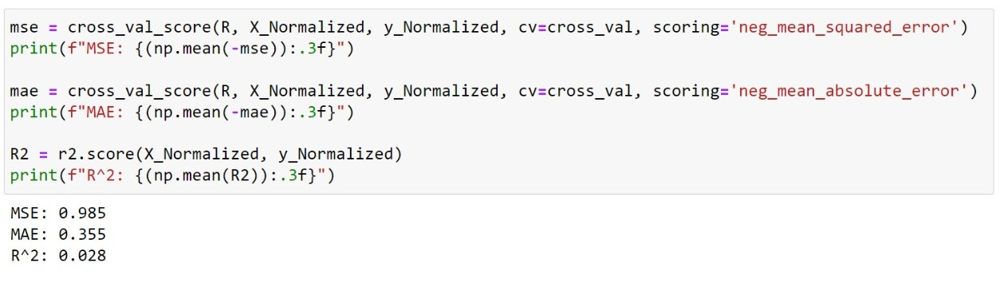 mse = cross_val_score(R, X_Normalized, y_Normalized, cv=cross_val, scoring='neg_mean_squared_error')
print(f"MSE: {(np.mean(-mse)):.3f}")
mae = cross_val_score(R, X_Normalized, y_Normalized, cv=cross_val, scoring='neg_mean_absolute_error')
print(f"MAE: {(np.mean(-mae)):.3f}")
R2 = r2.score(X_Normalized, y_Normalized)
print(f"R^2: {(np.mean(R2)):.3f}")
MSE: 0.985
MAE: 0.355
R^2: 0.028